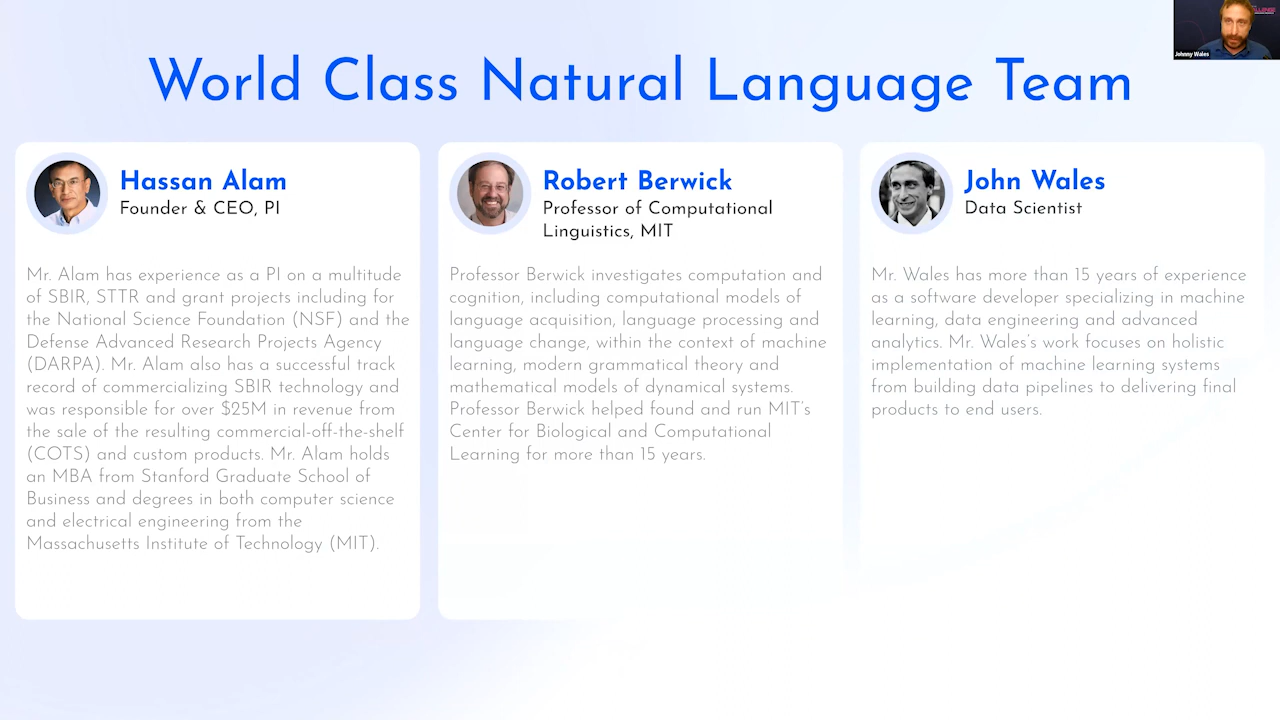 World Class Natural Language Team
Johnny Wales
Hassan Alam
Founder & CEO, PI
Mr. Alam has experience as a PI on a multitude
of SBIR, STTR and grant projects including for
the National Science Foundation (NSF) and the
Defense Advanced Research Projects Agency
(DARPA). Mr. Alam also has a successful track
record of commercializing SBIR technology and
was responsible for over $25M in revenue from
the sale of the resulting commercial-off-the-shelf
(COTS) and custom products. Mr. Alam holds
an MBA from Stanford Graduate School of
Business and degrees in both computer science
and electrical engineering from the
Massachusetts Institute of Technology (MIT).
Robert Berwick
Professor of Computational
Linguistics, MIT
Professor Berwick investigates computation and
cognition, including computational models of
language acquisition, language processing and
language change, within the context of machine
learning, modern grammatical theory and
mathematical models of dynamical systems.
Professor Berwick helped found and run MIT's
Center for Biological and Computational
Learning for more than 15 years.
John Wales
Data Scientist
Mr. Wales has more than 15 years of experience
as a software developer specializing in machine
learning, data engineering and advanced
analytics. Mr. Wales's work focuses on holistic
implementation of machine learning systems
from building data pipelines to delivering final
products to end users.